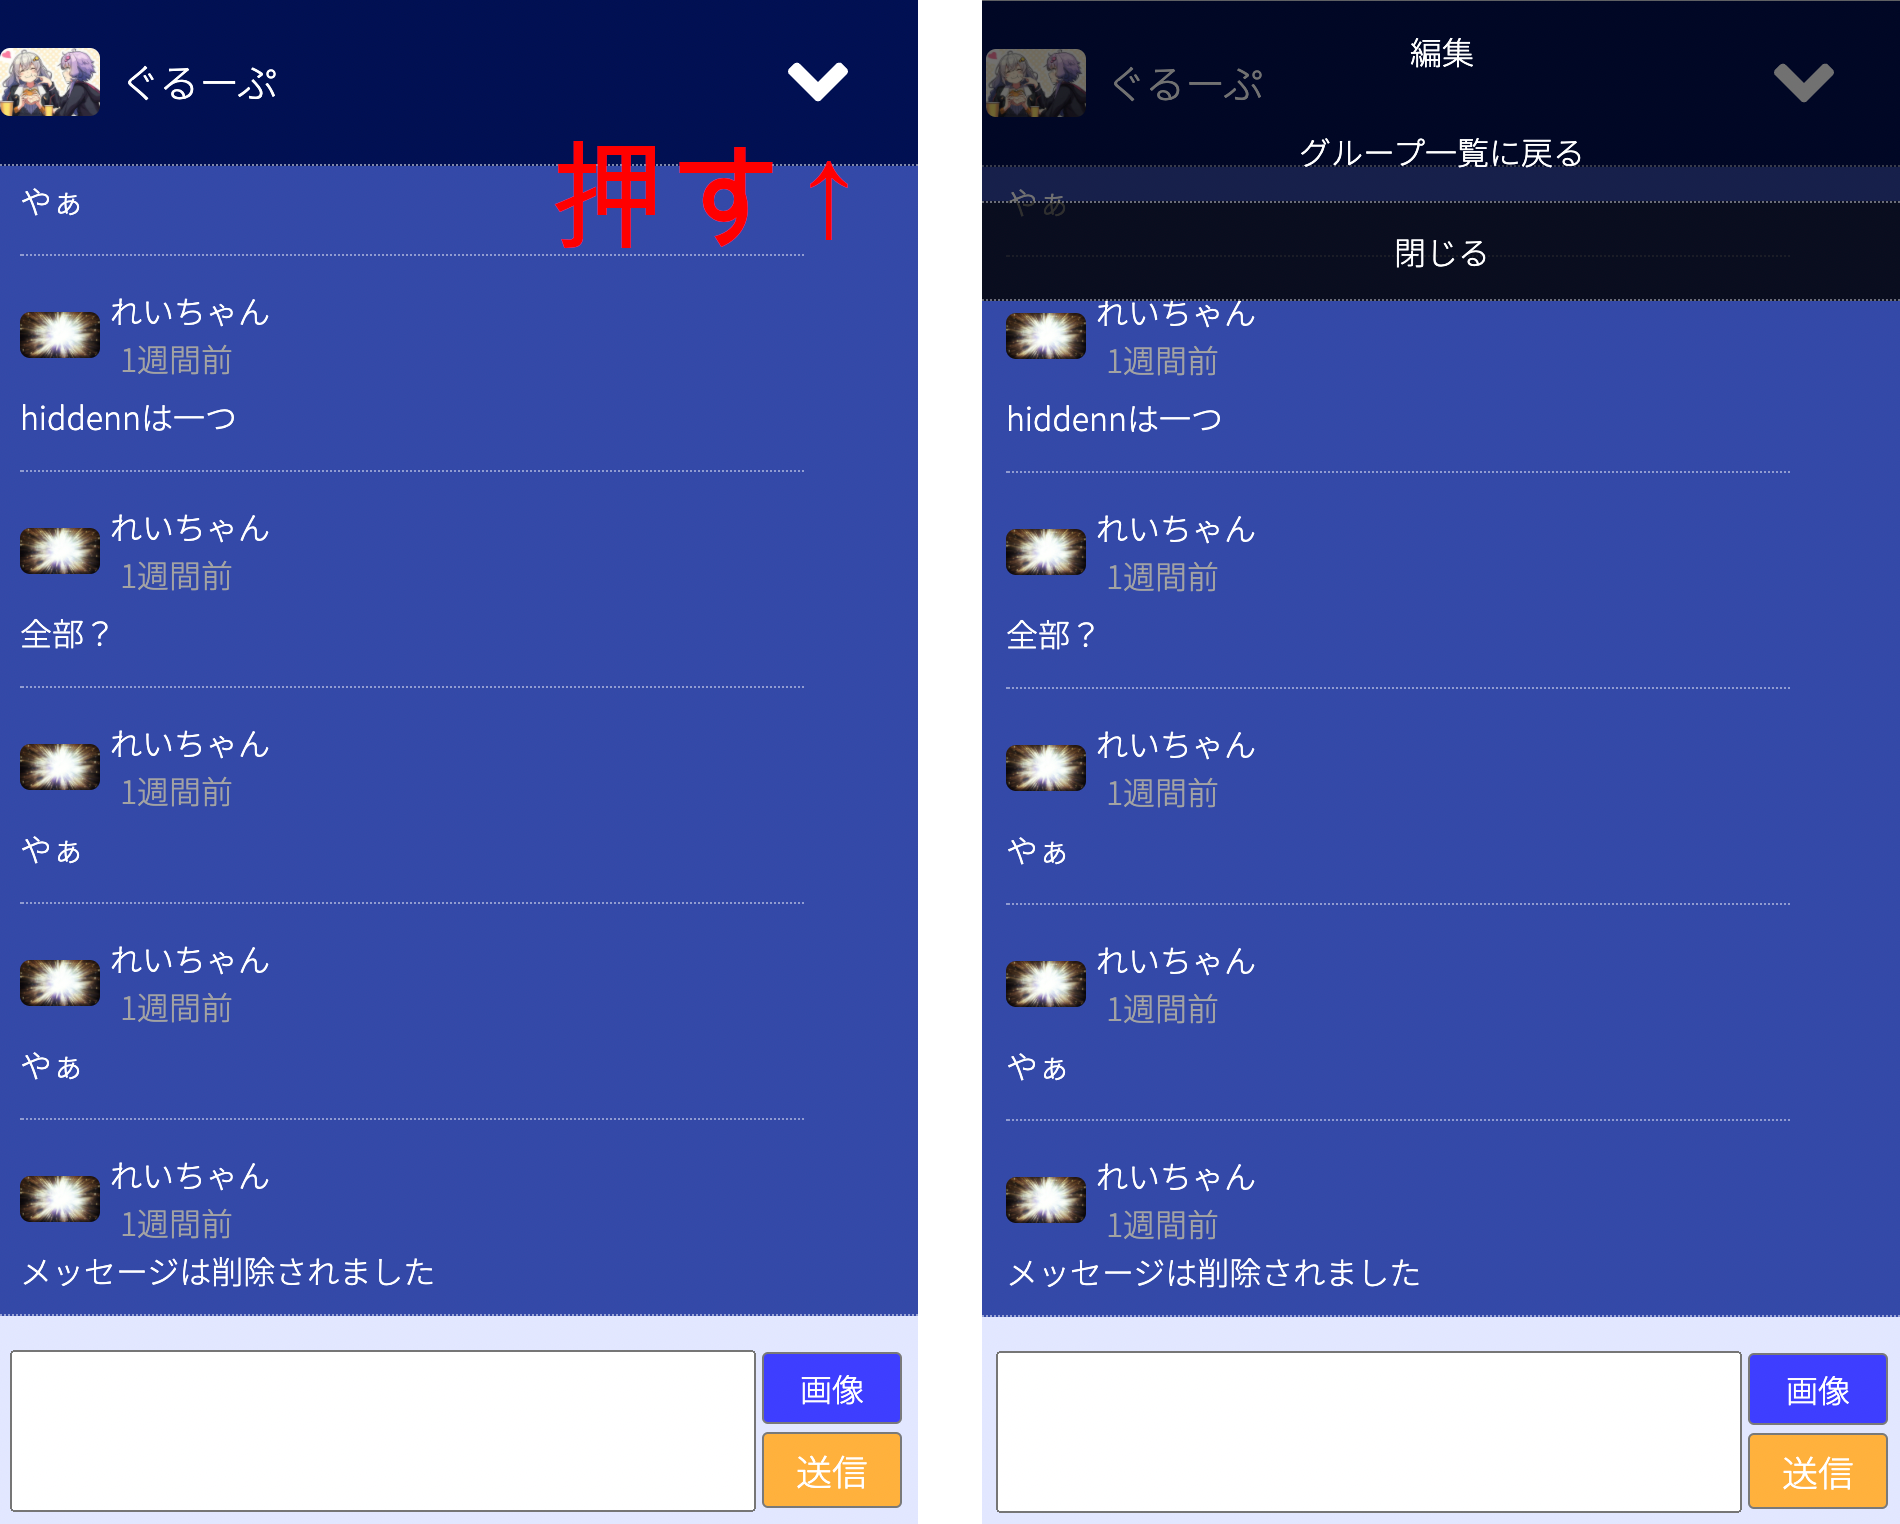 ぐるーぷ
押す↑
やぁ
れいちゃん
1週間前
hiddennは一つ
れいちゃん
1週間前
全部？
れいちゃん
1週間前
やぁ
れいちゃん
1週間前
やぁ
れいちゃん
1週間前
メッセージは削除されました
画像
送信
編集
ぐるーぷ
グループ一覧に戻る
やぁ
閉じる
れいちゃん
1週間前
hiddennは一つ
れいちゃん
1週間前
全部？
れいちゃん
1週間前
やぁ
れいちゃん
1週間前
やぁ
れいちゃん
1週間前
メッセージは削除されました
画像
送信